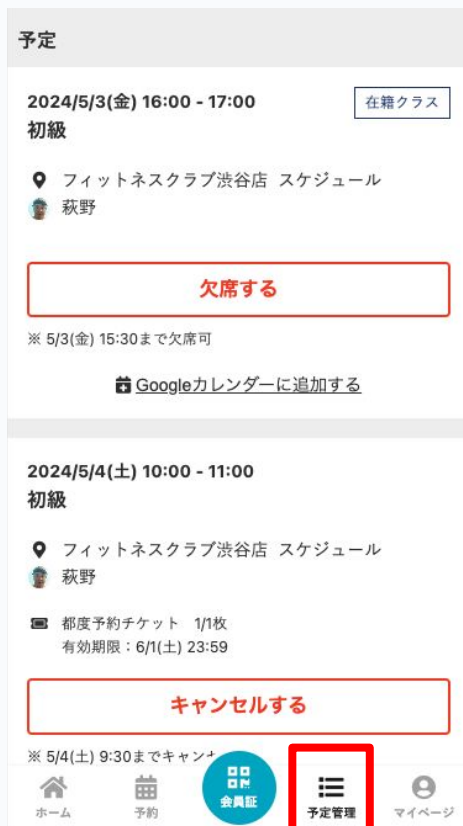 予定
2024/5/3(金) 16:00 - 17:00
在籍クラス
初級
フィットネスクラブ渋谷店 スケジュール
萩野
欠席する
※ 5/3(金) 15:30まで欠席可
Googleカレンダーに追加する
2024/5/4(土) 10:00 - 11:00
初級
フィットネスクラブ渋谷店 スケジュール
萩野
都度予約チケット 1/1枚
有効期限：6/1(土) 23:59
キャンセルする
※ 5/4(土) 9:30までキャン
ホーム
予約
会員証
予定管理
マイページ